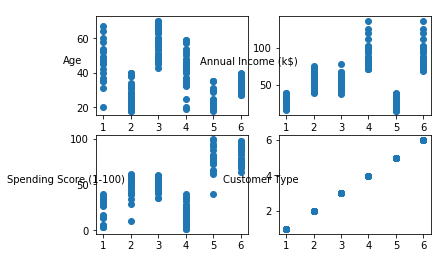 60
40
20
Age
1 2 3 4 5 6
100
50
Annual Income (k$)
1 2 3 4 5 6
100
50
0
Spending Score (1-100)
1 2 3 4 5 6
6
4
2
Customer Type
1 2 3 4 5 6